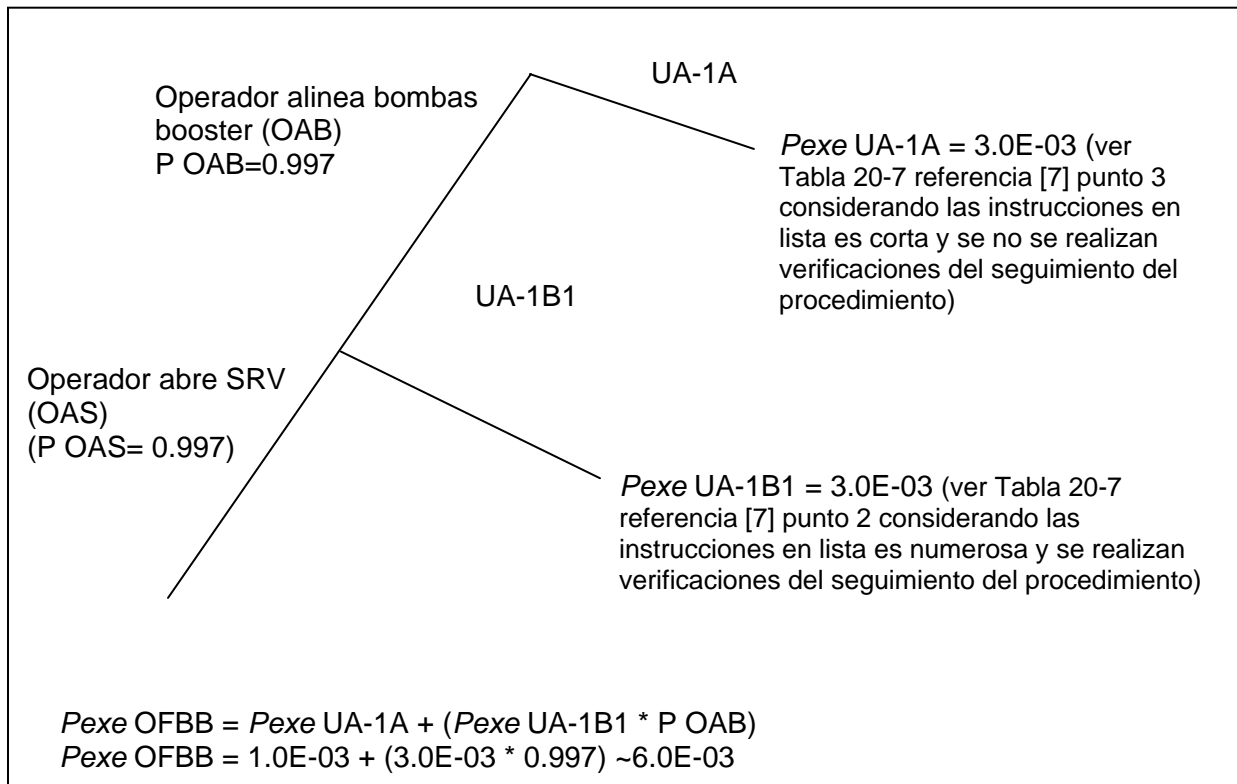 UA-1A
Operador alinea bombas
booster (OAB)
P OAB=0.997
Pexe UA-1A = 3.0E-03 (ver
Tabla 20-7 referencia [7] punto 3
considerando las instrucciones en
lista es corta y se no se realizan
verificaciones del seguimiento del
procedimiento)
UA-1B1
Operador abre SRV
(OAS)
(P OAS= 0.997)
Pexe UA-1B1 = 3.0E-03 (ver Tabla 20-7
referencia [7] punto 2 considerando las
instrucciones en lista es numerosa y se realizan
verificaciones del seguimiento del procedimiento)
Pexe OFBB = Pexe UA-1A + (Pexe UA-1B1 * P OAB)
Pexe OFBB = 1.0E-03 + (3.0E-03 * 0.997) ~6.0E-03